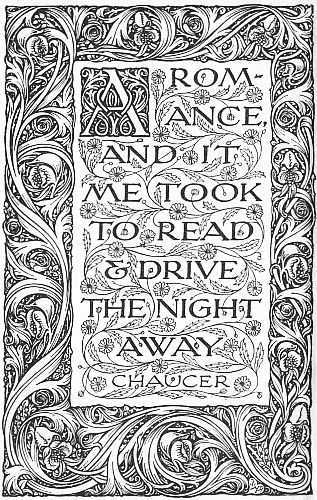 A ROM-
ANCE,
AND IT
ME TOOK
TO READ
& DRIVE
THE NIGHT
AWAY
CHAUCER